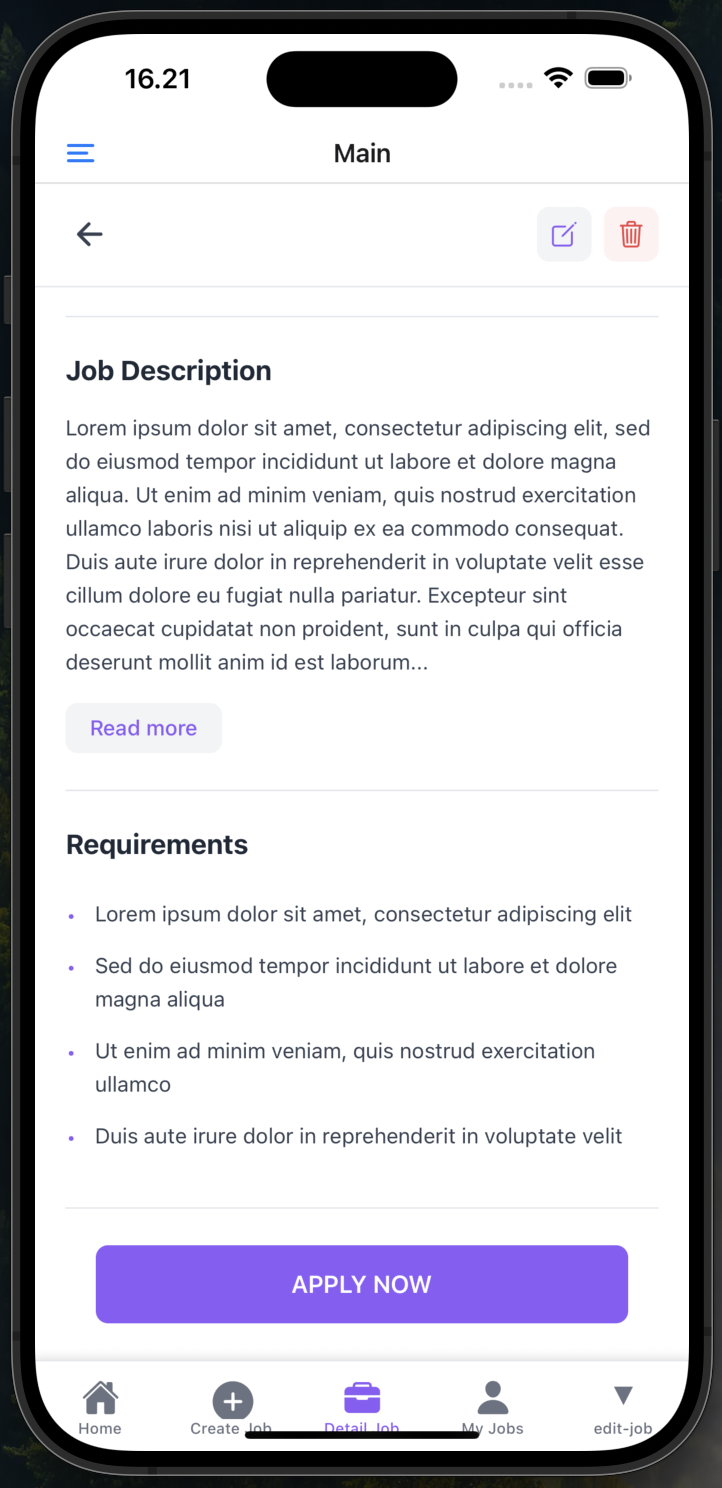 16.21
Main
Job Description
Lorem ipsum dolor sit amet, consectetur adipiscing elit, sed
do eiusmod tempor incididunt ut labore et dolore magna
aliqua. Ut enim ad minim veniam, quis nostrud exercitation
ullamco laboris nisi ut aliquip ex ea commodo consequat.
Duis aute irure dolor in reprehenderit in voluptate velit esse
cillum dolore eu fugiat nulla pariatur. Excepteur sint
occaecat cupidatat non proident, sunt in culpa qui officia
deserunt mollit anim id est laborum...
Read more
Requirements
• Lorem ipsum dolor sit amet, consectetur adipiscing elit
• Sed do eiusmod tempor incididunt ut labore et dolore
magna aliqua
• Ut enim ad minim veniam, quis nostrud exercitation
ullamco
• Duis aute irure dolor in reprehenderit in voluptate velit
APPLY NOW
Home
Create Job
Detail Job
My Jobs
edit-job